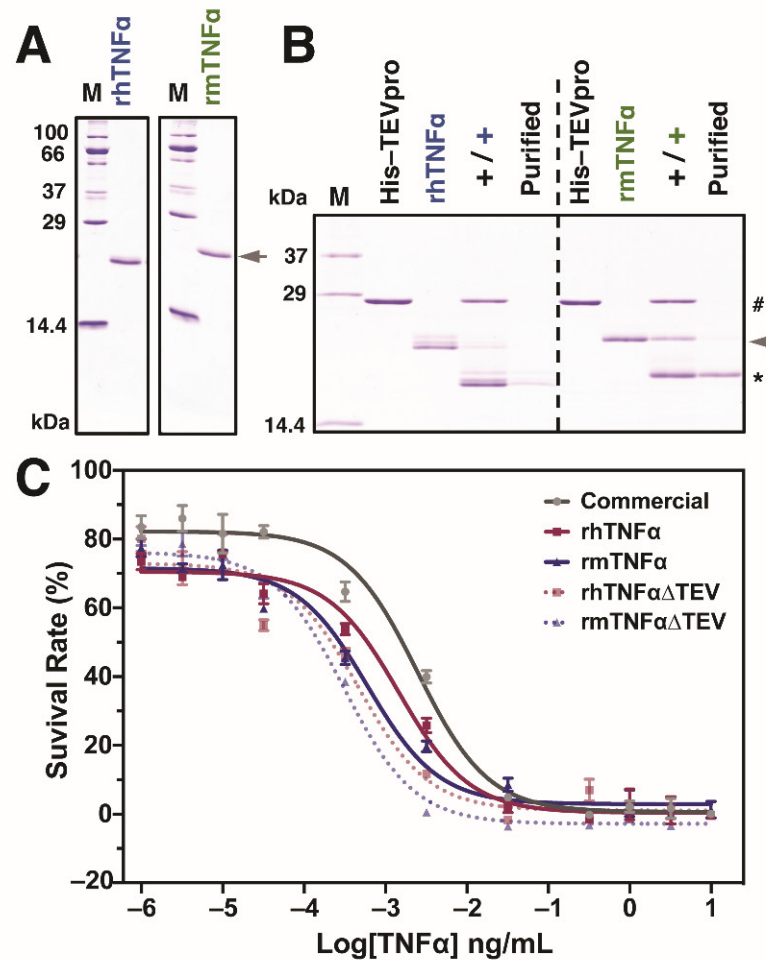 A
M
rhTNFα
M
rmTNFα
100
66
37
29
14.4
kDa
B
kDa
M
His–TEVpro
rhTNFα
+ / +
Purified
His–TEVpro
rmTNFα
+ / +
Purified
37
29
14.4
#
*
C
100
80
60
40
20
0
–20
Suvival Rate (%)
Commercial
rhTNFα
rmTNFα
rhTNFαΔTEV
rmTNFαΔTEV
–6 –5 –4 –3 –2 –1 0 1
Log[TNFα] ng/mL